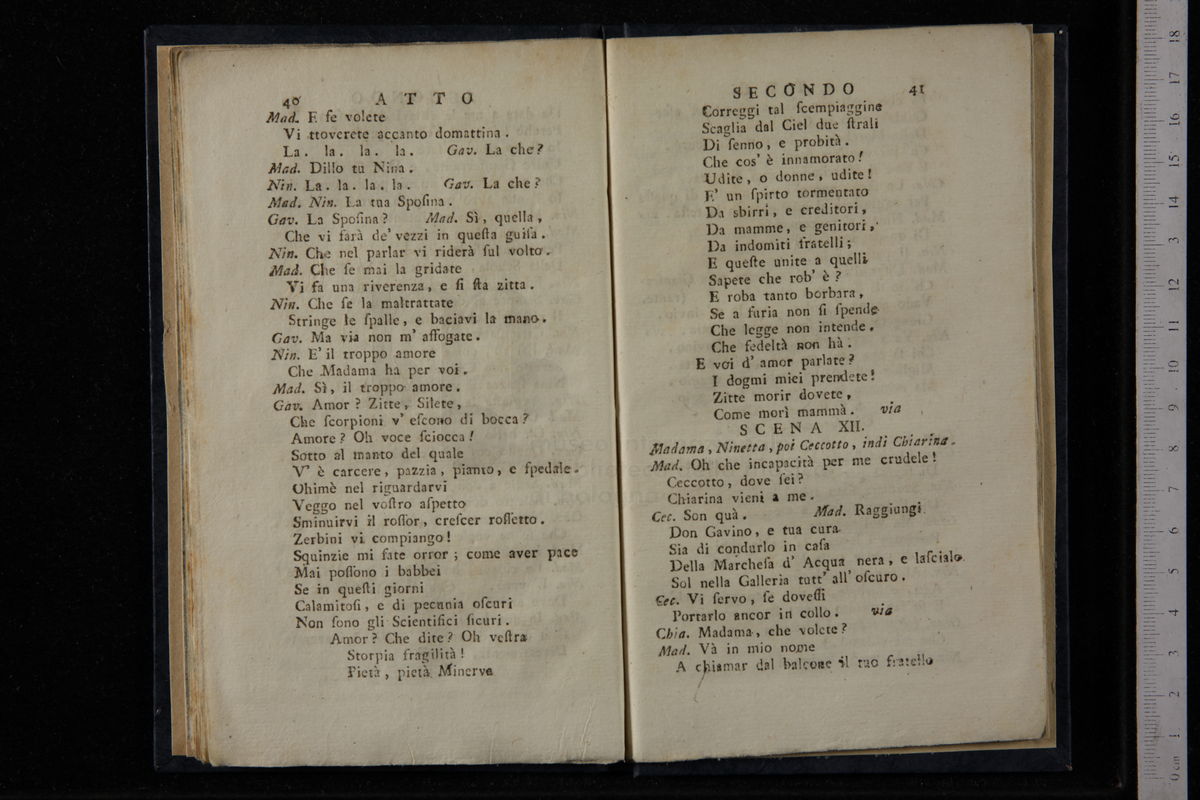 40 ATTO
Mad. E ſe volete
Vi ttoverete accanto domattina.
La. la. la. la. Gav. La che?
Mad. Dillo tu Nina.
Nin. La. la. la. la. Gav. La che?
Mad. Nin. La tua Spoſina.
Gav. La Spoſina? Mad. Sì, quella,
Che vi farà de' vezzi in queſta guiſa.
Nin. Che nel parlar vi riderà ſul volto.
Mad. Che ſe mai la gridate
Vi fa una riverenza, e ſi ſta zitta.
Nin. Che ſe la maltrattate
Stringe le ſpalle, e baciavi la mano.
Gav. Ma via non m' affogate.
Nin. E' il troppo amore
Che Madama ha per voi.
Mad. Sì, il troppo amore.
Gav. Amor? Zitte, Silete,
Che ſcorpioni v' eſcono di bocca?
Amore? Oh voce ſciocca!
Sotto al manto del quale
V' è carcere, pazzia, pianto, e ſpedale.
Ohimè nel riguardarvi
Veggo nel voſtro aſpetto
Sminuirvi il roſſor, creſcer roſſetto.
Zerbini vi compiango!
Squinzie mi fate orror; come aver pace
Mai poſſono i babbei
Se in queſti giorni
Calamitoſi, e di pecunia oſcuri
Non ſono gli Scientifici ſicuri.
Amor? Che dite? Oh veſtra
Storpia fragilità!
Pietà, pietà Minerva
SECONDO 41
Correggi tal ſcempiaggine
Scaglia dal Ciel due ſtrali
Di ſenno, e probità.
Che cos' è innamorato!
Udite, o donne, udite!
E' un ſpirto tormentato
Da sbirri, e creditori,
Da mamme, e genitori,
Da indomiti fratelli;
E queſte unite a quelli
Sapete che rob' è?
E roba tanto borbara,
Se a furia non ſi ſpende
Che legge non intende.
Che fedeltà non hà.
E voi d' amor parlate?
I dogmi miei prendete!
Zitte morir dovete,
Come morì mammà. via
SCENA XII.
Madama, Ninetta, poi Ceccotto, indi Chiarina.
Mad. Oh che incapacità per me crudele!
Ceccotto, dove ſei?
Chiarina vieni a me.
Cec. Son quà. Mad. Raggiungi
Don Gavino, e tua cura
Sia di condurlo in caſa
Della Marcheſa d' Acqua nera, e laſcialo
Sol nella Galleria tutt' all' oſcuro.
Cec. Vi ſervo, ſe doveſſi
Portarlo ancor in collo. via
Chia. Madama, che volete?
Mad. Và in mio nome
A chiamar dal balcone il tuo fratello